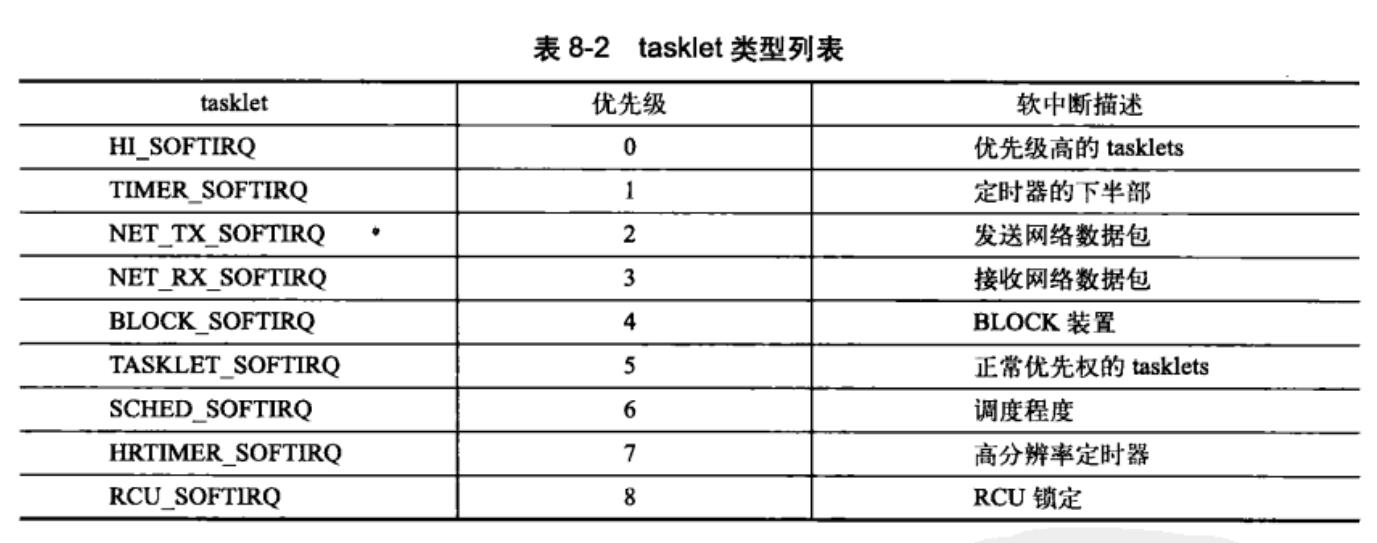 表 8-2 tasklet 类型列表
tasklet 优先级 软中断描述
HI_SOFTIRQ 0 优先级高的 tasklets
TIMER_SOFTIRQ 1 定时器的下半部
NET_TX_SOFTIRQ 2 发送网络数据包
NET_RX_SOFTIRQ 3 接收网络数据包
BLOCK_SOFTIRQ 4 BLOCK 装置
TASKLET_SOFTIRQ 5 正常优先权的 tasklets
SCHED_SOFTIRQ 6 调度程度
HRTIMER_SOFTIRQ 7 高分辨率定时器
RCU_SOFTIRQ 8 RCU 锁定